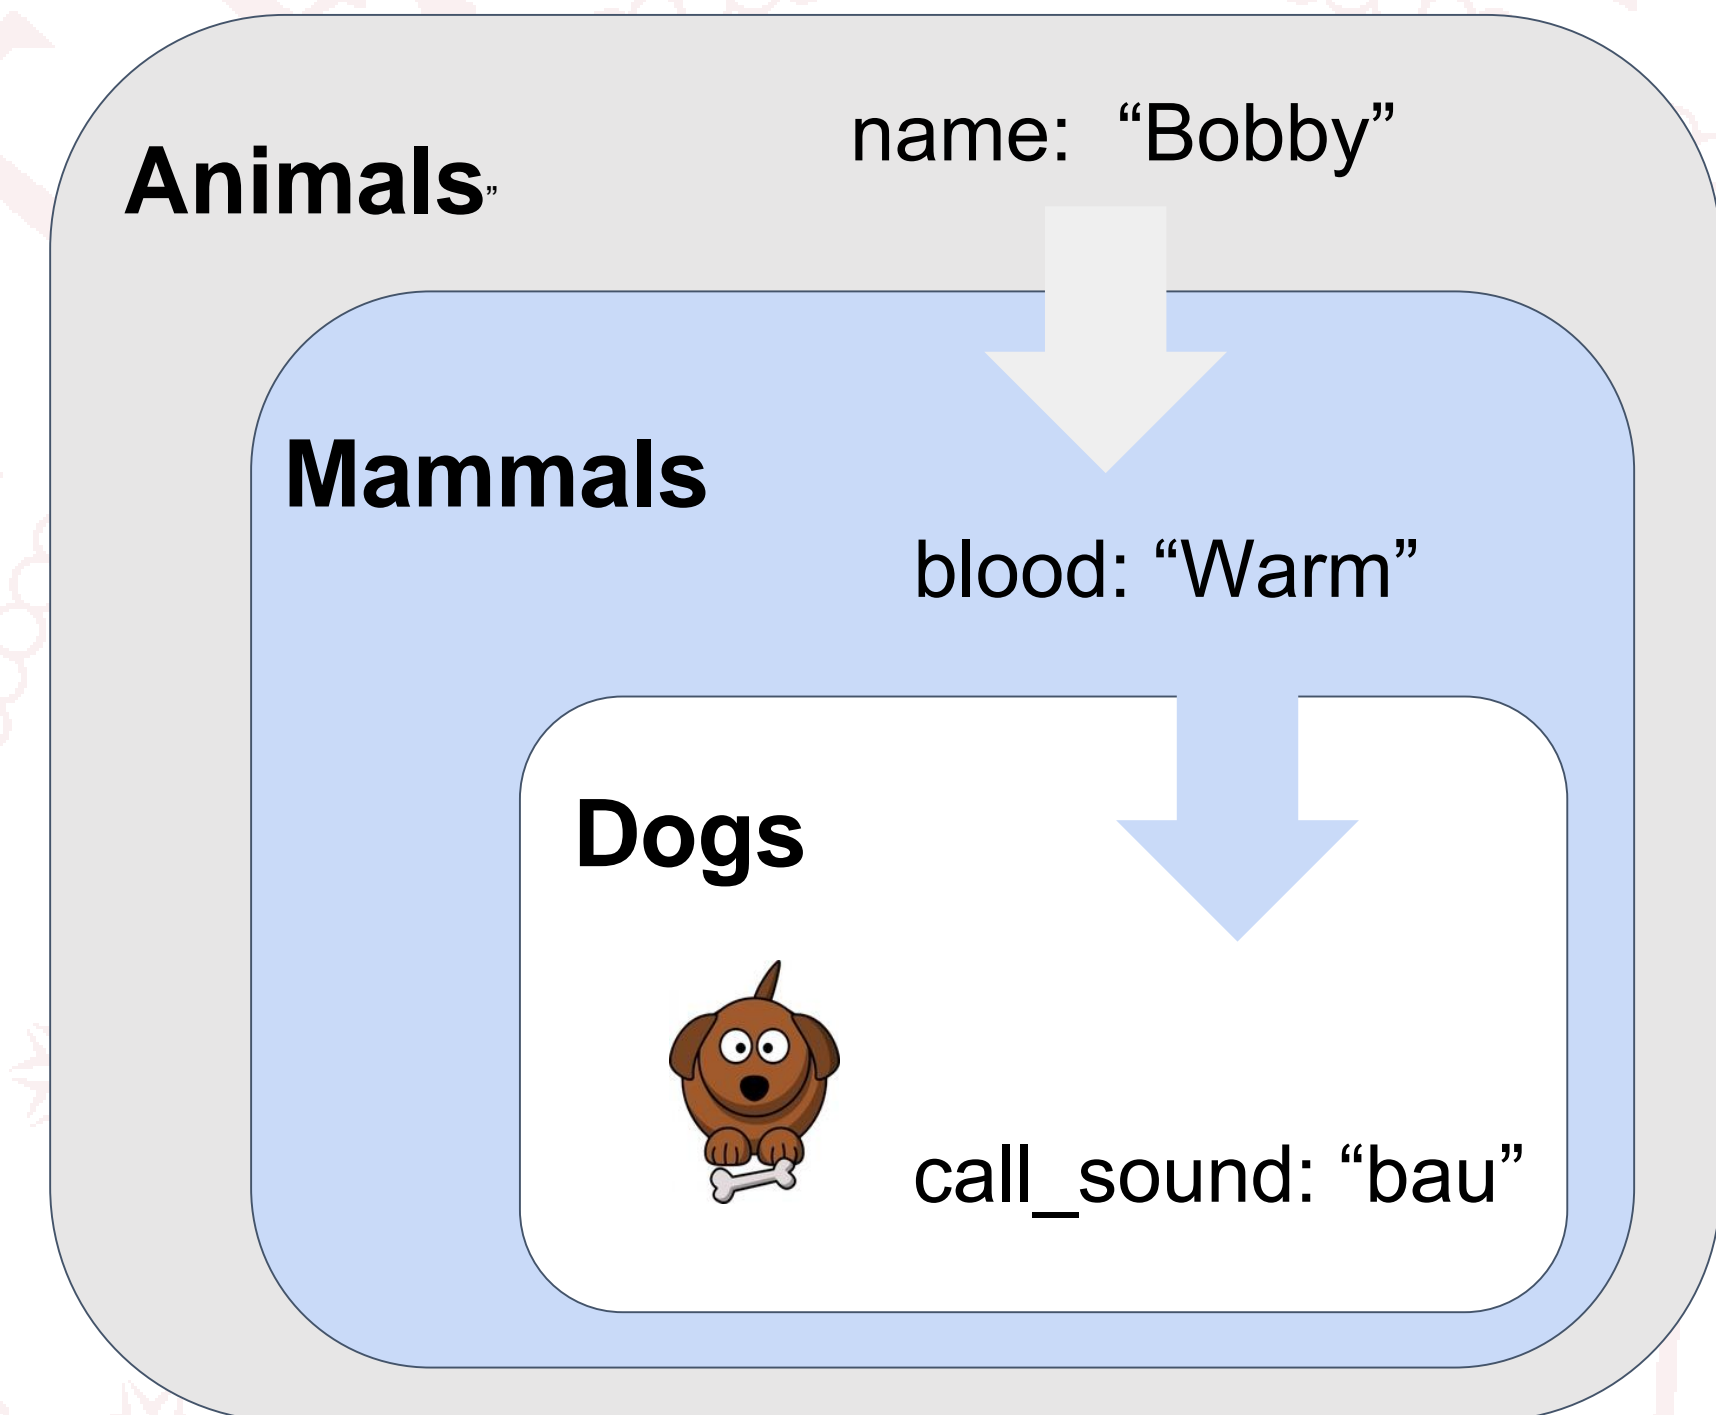 name: “Bobby”
Animals”
Mammals
blood: “Warm”
Dogs
call_sound: “bau”